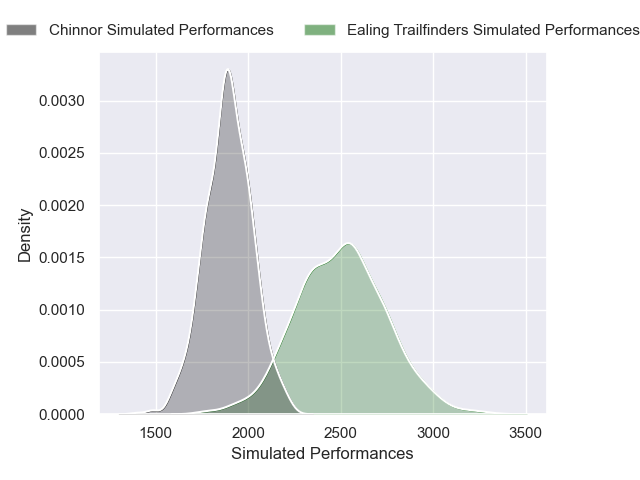 Chinnor Simulated Performances
Ealing Trailfinders Simulated Performances
0.0030
0.0025
0.0020
0.0015
0.0010
0.0005
0.0000
Density
1500 2000 2500 3000 3500
Simulated Performances